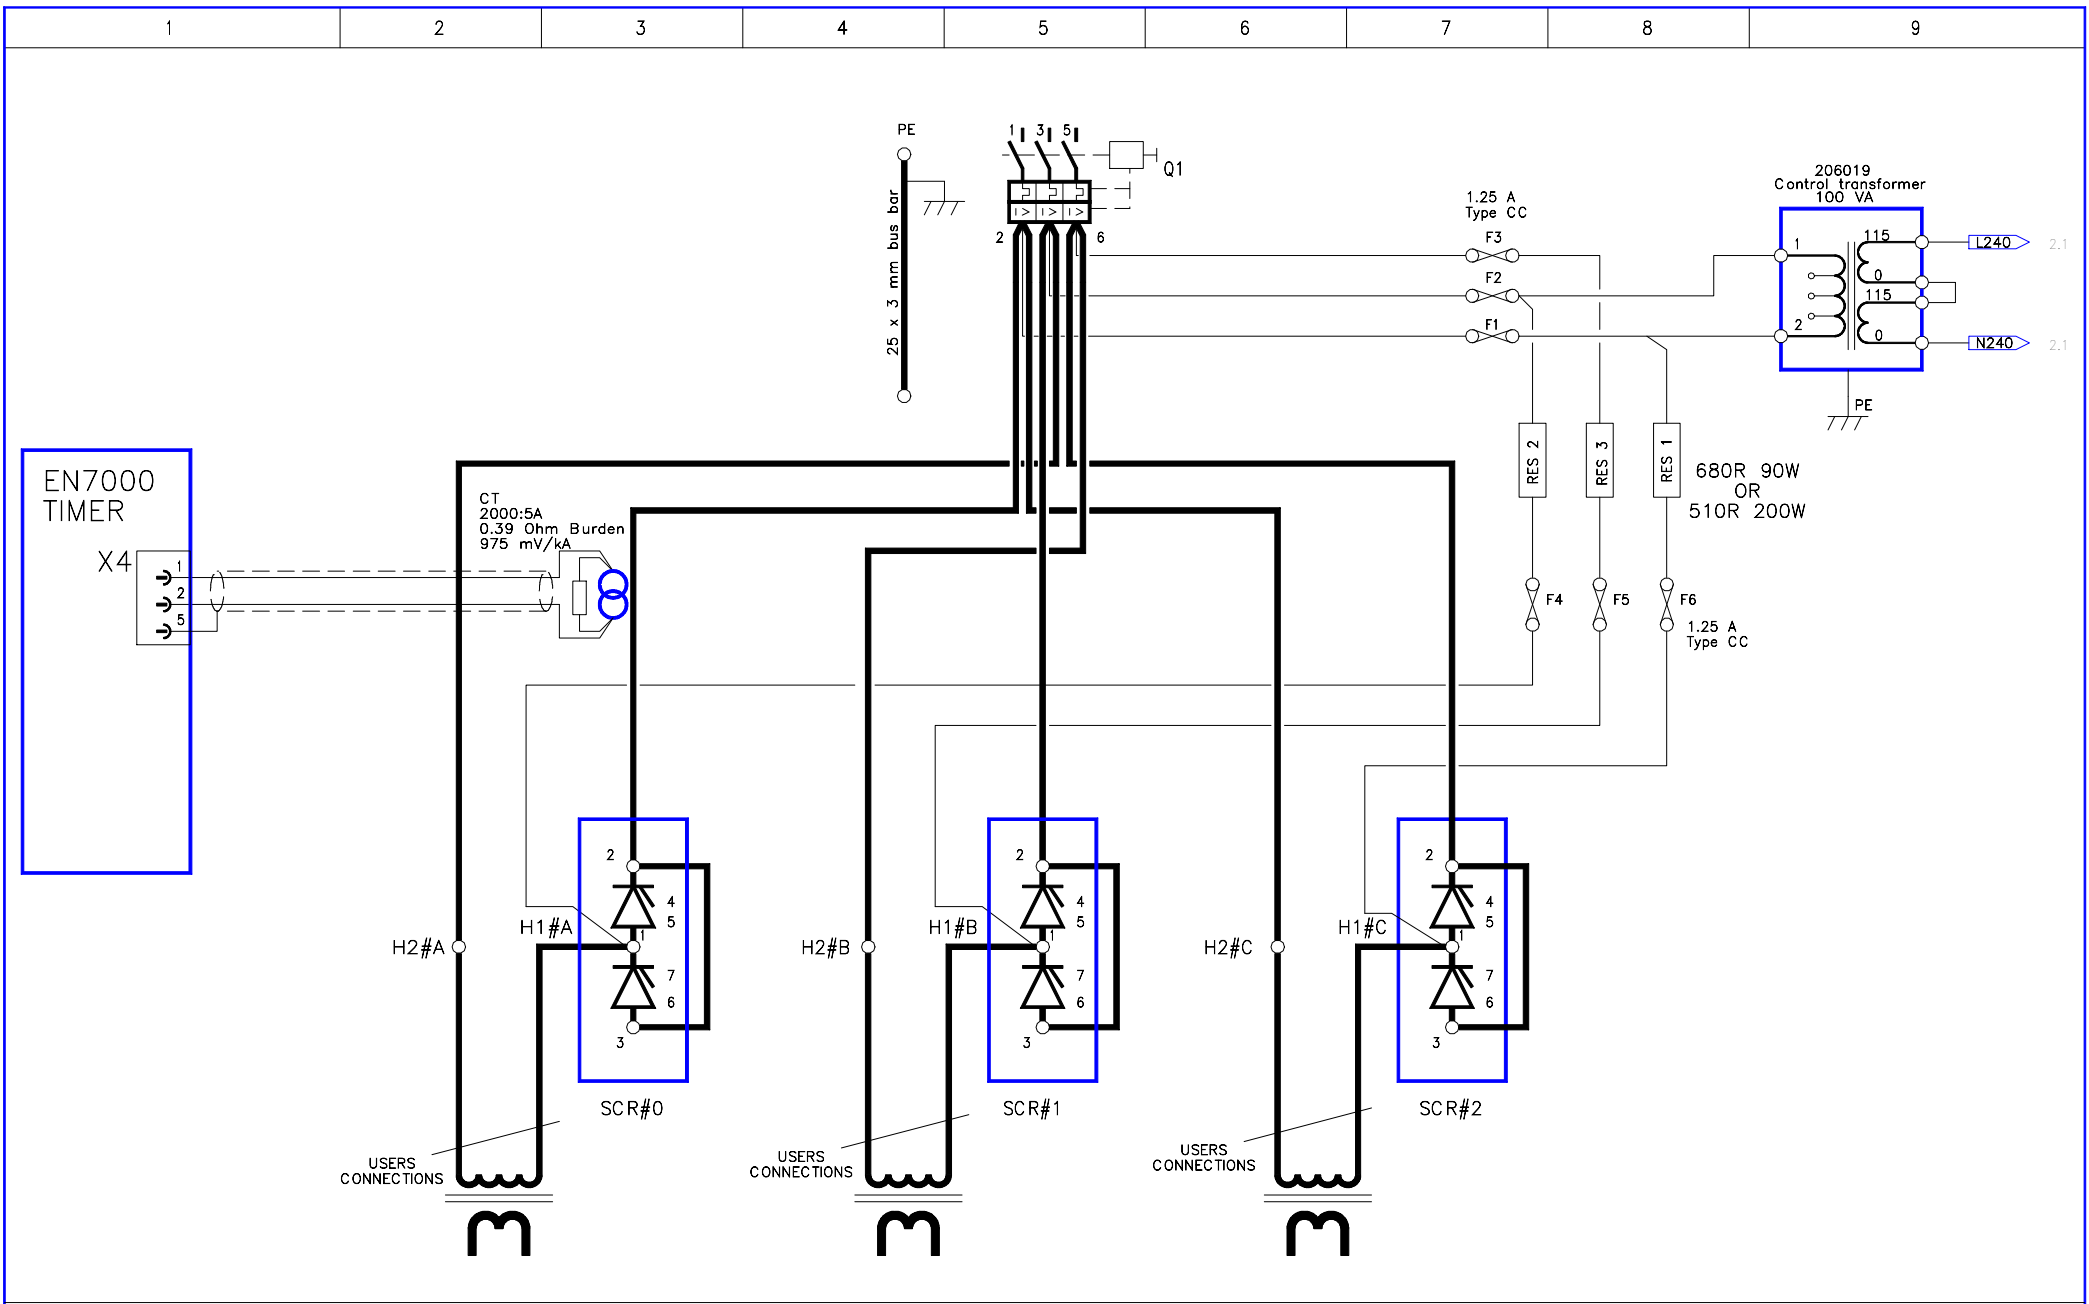 1 2 3 4 5 6 7 8 9
PE
25 x 3 mm bus bar
1 3 5
Q1
2 6
1.25 A
Type CC
F3
F2
F1
206019
Control transformer
100 VA
1
2
115
0
115
0
L240
2.1
N240
2.1
PE
RES 2
RES 3
RES 1
680R 90W
OR
510R 200W
EN7000
TIMER
X4
1
2
5
CT
2000:5A
0.39 Ohm Burden
975 mV/kA
F4
F5
F6
1.25 A
Type CC
2
4
5
1
7
6
3
H1#A
H2#A
SCR#0
USERS
CONNECTIONS
2
4
5
1
7
6
3
H1#B
H2#B
SCR#1
USERS
CONNECTIONS
2
4
5
1
7
6
3
H1#C
H2#C
SCR#2
USERS
CONNECTIONS